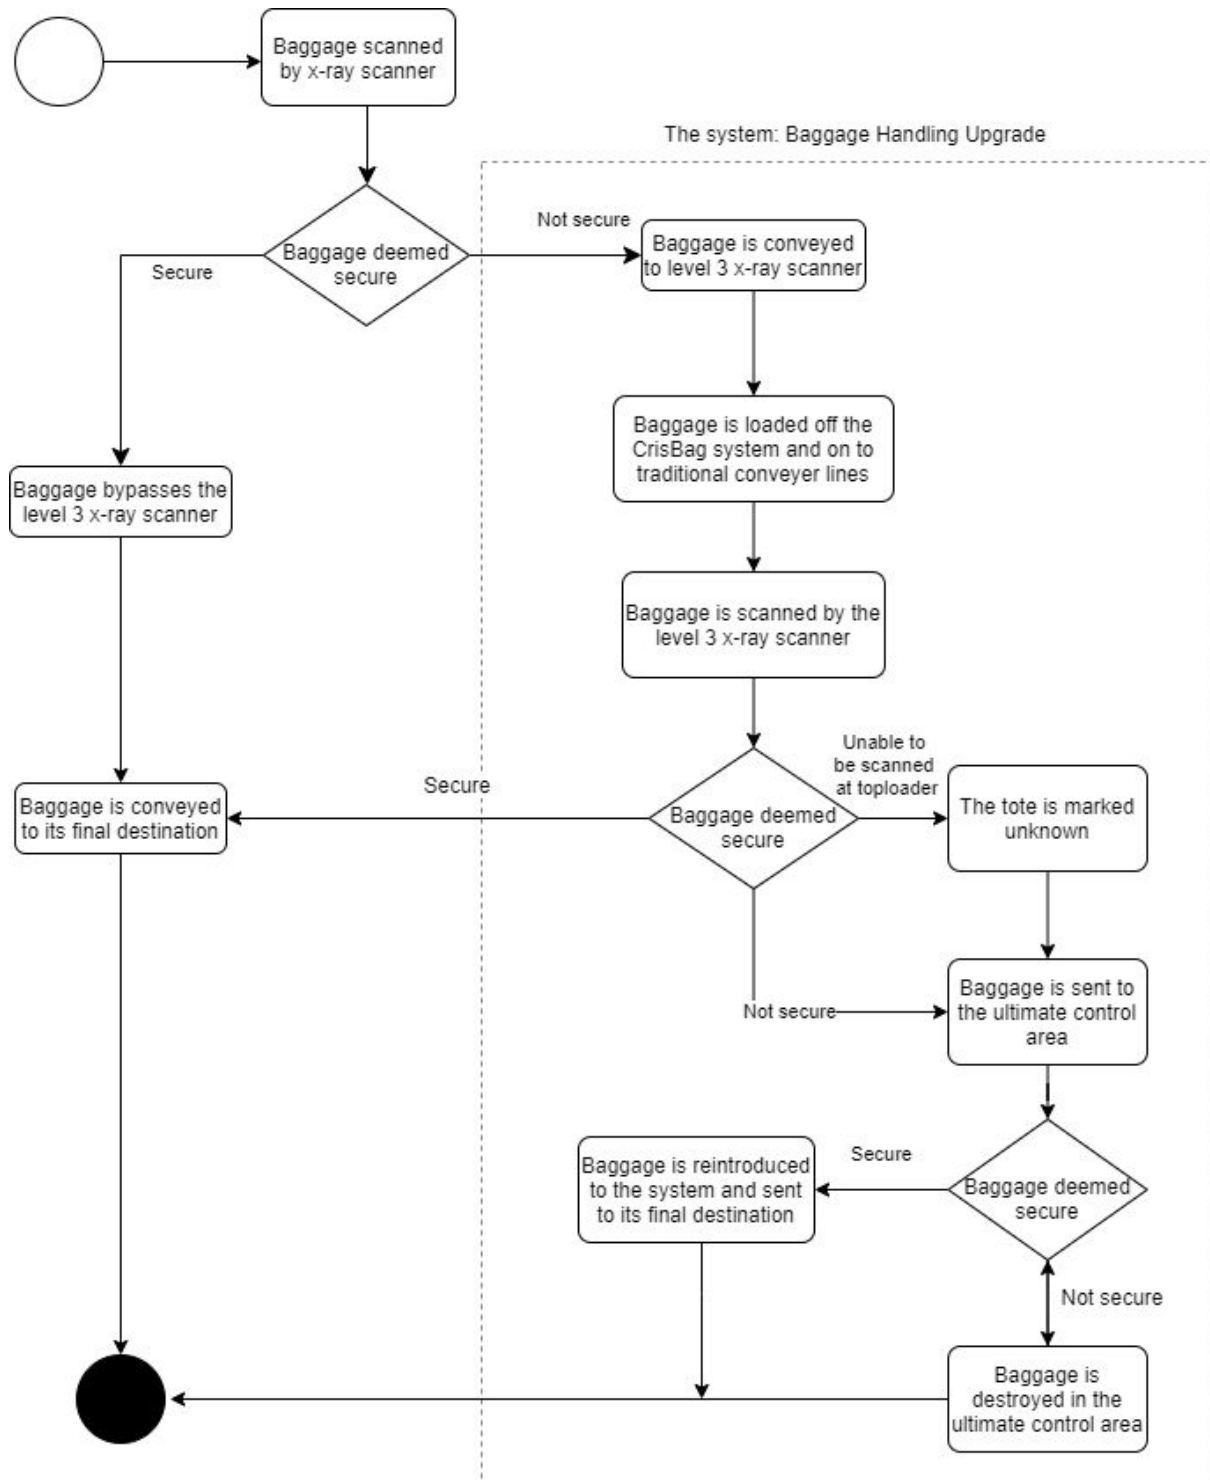 Baggage scanned
by x-ray scanner
The system: Baggage Handling Upgrade
Baggage deemed
secure
Secure
Not secure
Baggage is conveyed
to level 3 x-ray scanner
Baggage is loaded off the
CrisBag system and on to
traditional conveyer lines
Baggage bypasses the
level 3 x-ray scanner
Baggage is scanned by the
level 3 x-ray scanner
Baggage deemed
secure
Secure
Unable to
be scanned
at toploader
The tote is marked
unknown
Baggage is conveyed
to its final destination
Not secure
Baggage is sent to
the ultimate control
area
Baggage deemed
secure
Secure
Baggage is reintroduced
to the system and sent
to its final destination
Not secure
Baggage is
destroyed in the
ultimate control area